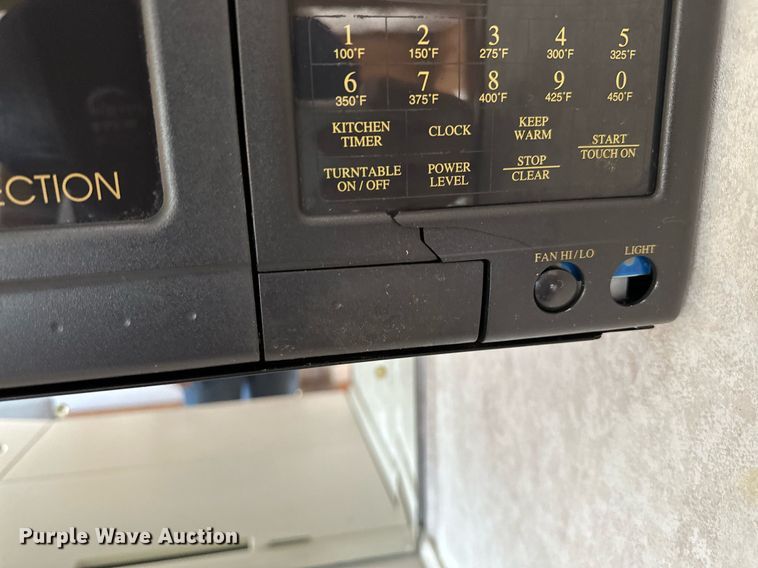 1 2 3 4 5
100°F 150°F 275°F 300°F 325°F
6 7 8 9 0
350°F 375°F 400°F 425°F 450°F
KITCHEN TIMER
CLOCK
KEEP WARM
START
TOUCH ON
TURNTABLE ON / OFF
POWER LEVEL
STOP
CLEAR
ECTION
FAN HI / LO
LIGHT
Purple Wave Auction